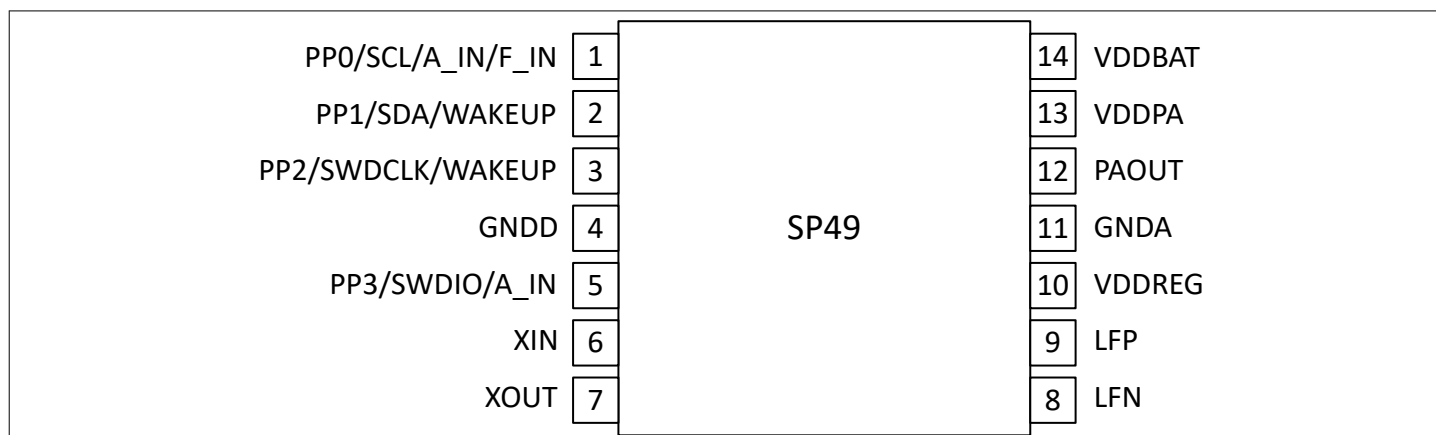 PP0/SCL/A_IN/F_IN 1 14 VDDBAT
PP1/SDA/WAKEUP 2 13 VDDPA
PP2/SWDCLK/WAKEUP 3 12 PAOUT
GNDD 4 SP49 11 GNDA
PP3/SWDIO/A_IN 5 10 VDDREG
XIN 6 9 LFP
XOUT 7 8 LFN